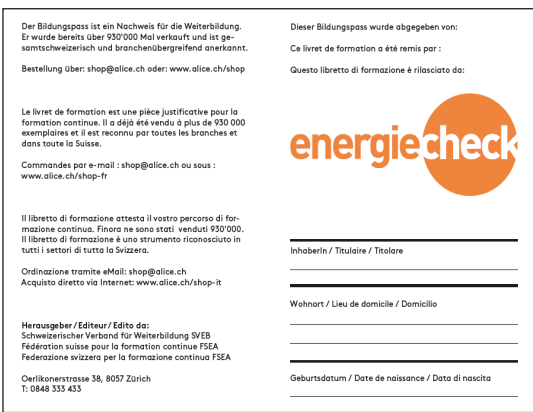 Der Bildungspass ist ein Nachweis für die Weiterbildung.
Er wurde bereits über 930'000 Mal verkauft und ist ge-
samtschweizerisch und branchenübergreifend anerkannt.
Bestellung über: shop@alice.ch oder: www.alice.ch/shop
Le livret de formation est une pièce justificative pour la
formation continue. Il a déjà été vendu à plus de 930 000
exemplaires et il est reconnu par toutes les branches et
dans toute la Suisse.
Commandes par e-mail : shop@alice.ch ou sous :
www.alice.ch/shop-fr
Il libretto di formazione attesta il vostro percorso di for-
mazione continua. Finora ne sono stati venduti 930'000.
Il libretto di formazione è uno strumento riconosciuto in
tutti i settori di tutta la Svizzera.
Ordinazione tramite eMail: shop@alice.ch
Acquisto diretto via Internet: www.alice.ch/shop-it
Herausgeber / Editeur / Edito da:
Schweizerischer Verband für Weiterbildung SVEB
Fédération suisse pour la formation continue FSEA
Federazione svizzera per la formazione continua FSEA
Oerlikonerstrasse 38, 8057 Zürich
T: 0848 333 433
Dieser Bildungspass wurde abgegeben von:
Ce livret de formation a été remis par :
Questo libretto di formazione è rilasciato da:
energiecheck
InhaberIn / Titulaire / Titolare
Wohnort / Lieu de domicile / Domicilio
Geburtsdatum / Date de naissance / Data di nascita